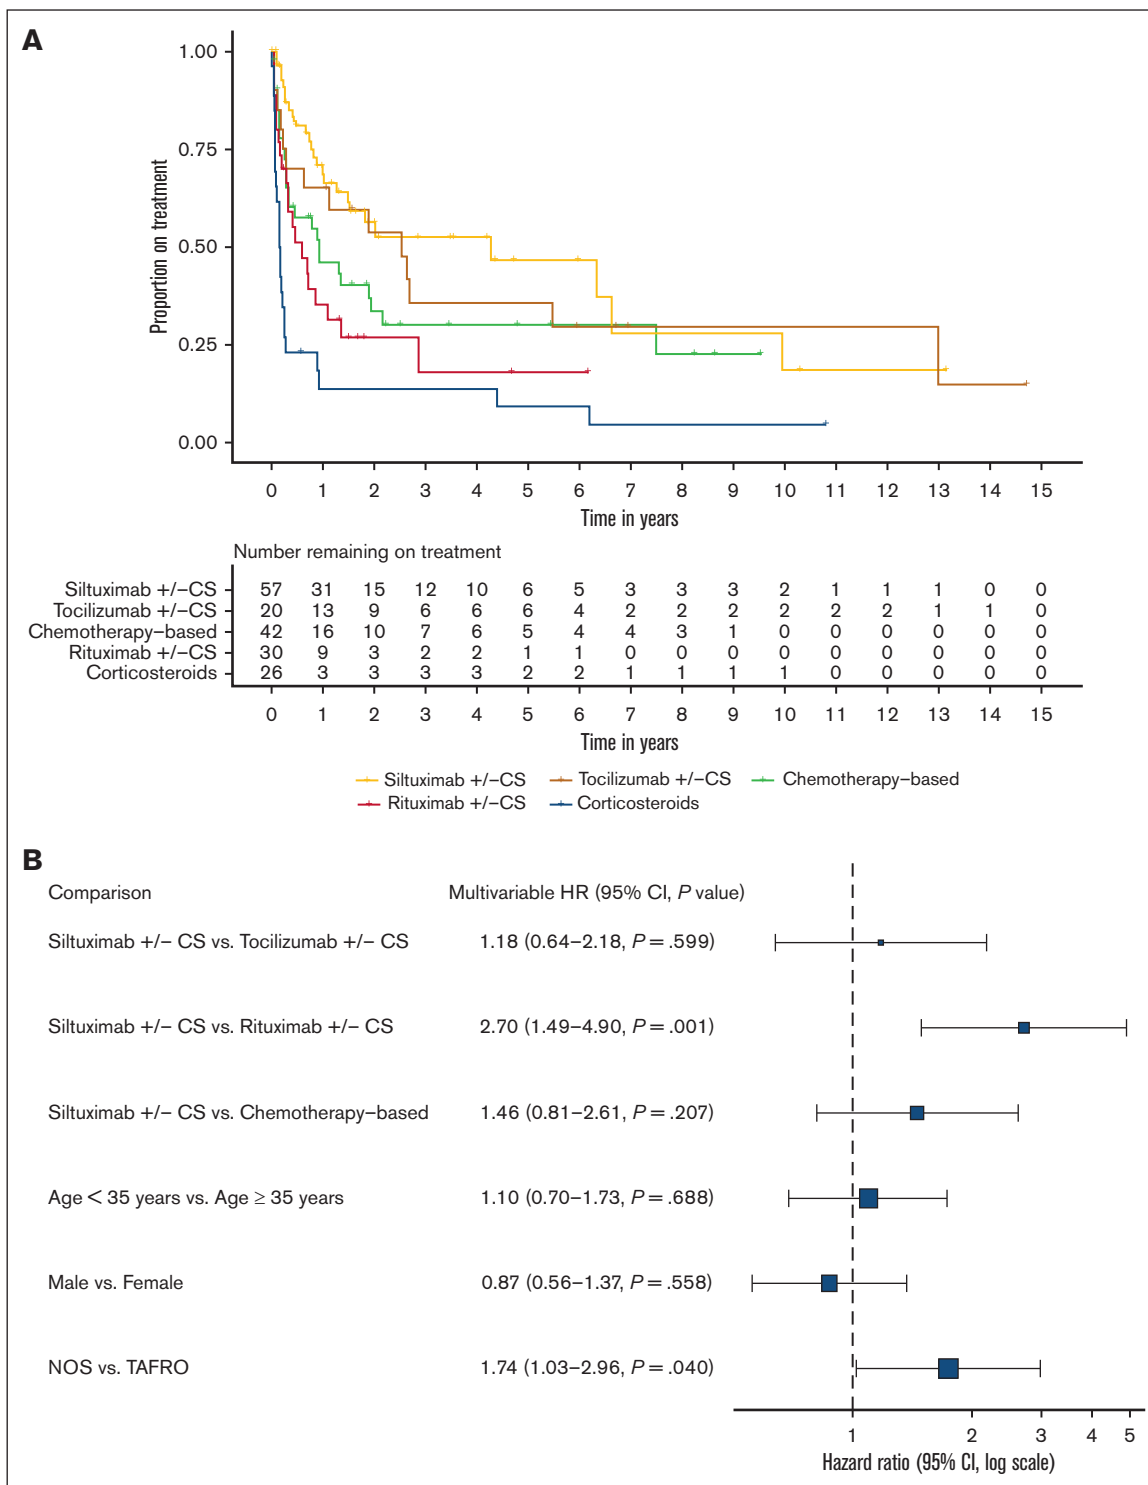 A
1.00
0.75
0.50
0.25
0.00
Proportion on treatment
0 1 2 3 4 5 6 7 8 9 10 11 12 13 14 15
Time in years
Number remaining on treatment
Siltuximab +/–CS 57 31 15 12 10 6 5 3 3 3 2 1 1 1 0 0
Tocilizumab +/–CS 20 13 9 6 6 6 4 2 2 2 2 2 2 1 1 0
Chemotherapy–based 42 16 10 7 6 5 4 4 3 1 0 0 0 0 0 0
Rituximab +/–CS 30 9 3 2 2 1 1 0 0 0 0 0 0 0 0 0
Corticosteroids 26 3 3 3 3 2 2 1 1 1 1 0 0 0 0 0
0 1 2 3 4 5 6 7 8 9 10 11 12 13 14 15
Time in years
Siltuximab +/–CS Tocilizumab +/–CS Chemotherapy–based
Rituximab +/–CS Corticosteroids
B
Comparison Multivariable HR (95% CI, P value)
Siltuximab +/– CS vs. Tocilizumab +/– CS 1.18 (0.64–2.18, P = .599)
Siltuximab +/– CS vs. Rituximab +/– CS 2.70 (1.49–4.90, P = .001)
Siltuximab +/– CS vs. Chemotherapy–based 1.46 (0.81–2.61, P = .207)
Age < 35 years vs. Age ≥ 35 years 1.10 (0.70–1.73, P = .688)
Male vs. Female 0.87 (0.56–1.37, P = .558)
NOS vs. TAFRO 1.74 (1.03–2.96, P = .040)
1 2 3 4 5
Hazard ratio (95% CI, log scale)